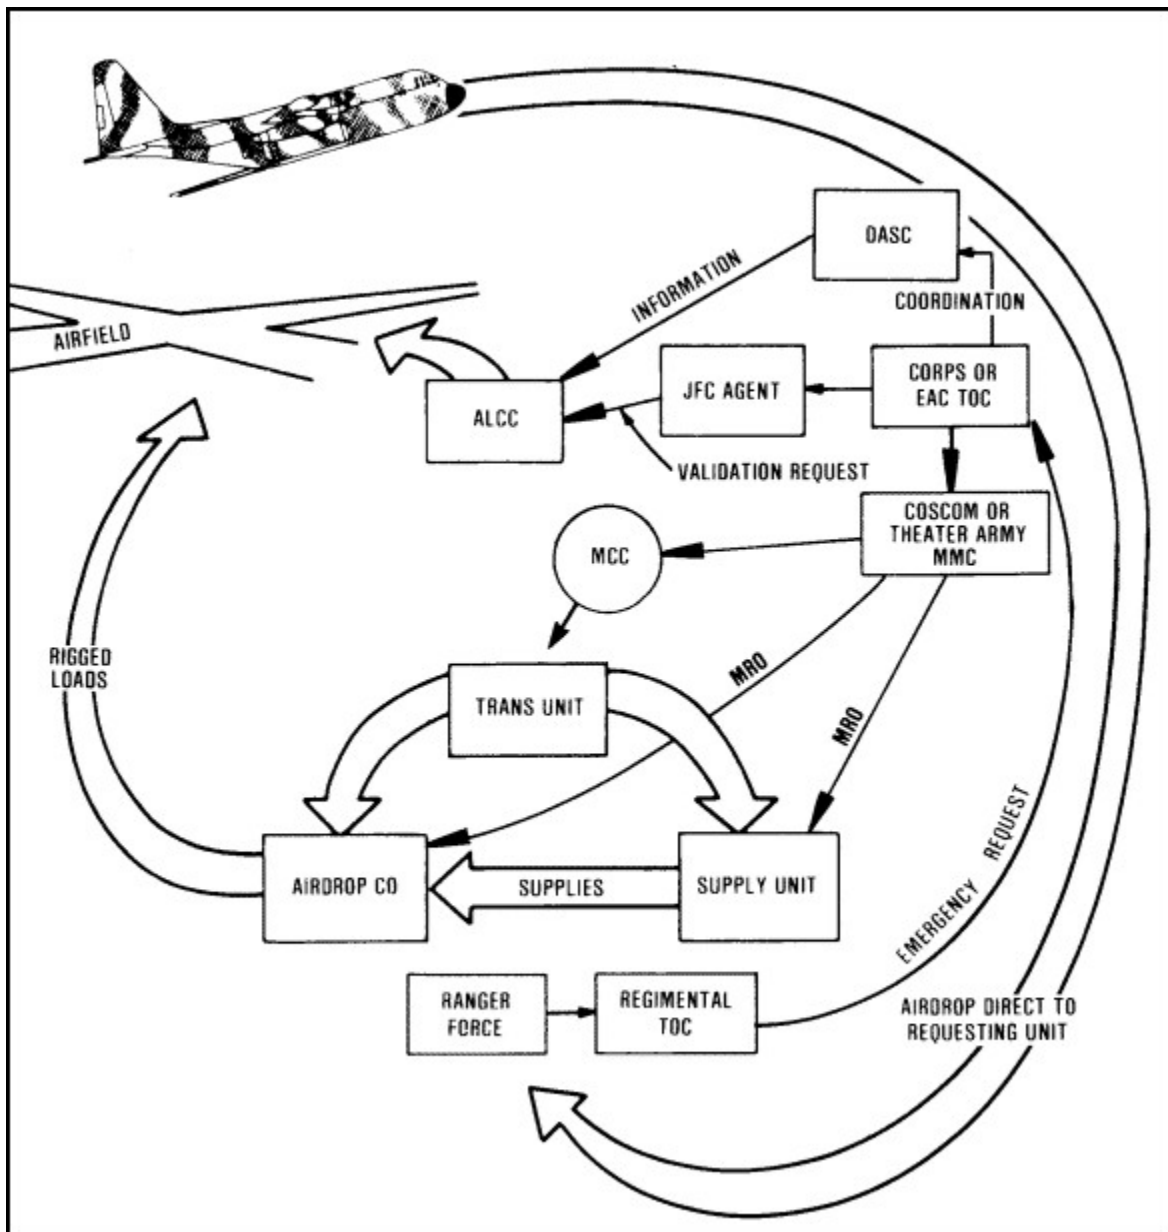 DASC
INFORMATION
COORDINATION
AIRFIELD
ALCC
JFC AGENT
CORPS OR
EAC TOC
VALIDATION REQUEST
COSCOM OR
THEATER ARMY
MMC
MCC
RIGGED
LOADS
TRANS UNIT
MRO
MRO
AIRDROP CO
SUPPLIES
SUPPLY UNIT
EMERGENCY REQUEST
RANGER
FORCE
REGIMENTAL
TOC
AIRDROP DIRECT TO
REQUESTING UNIT